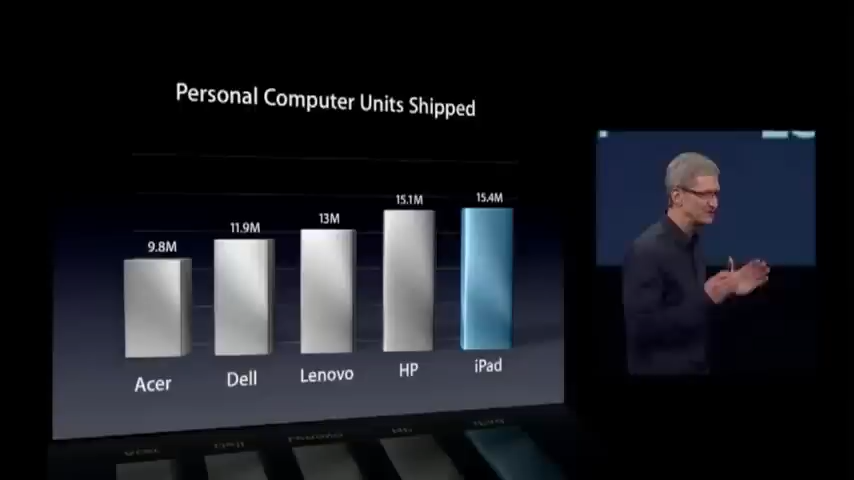 Personal Computer Units Shipped
9.8M
11.9M
13M
15.1M
15.4M
Acer
Dell
Lenovo
HP
iPad